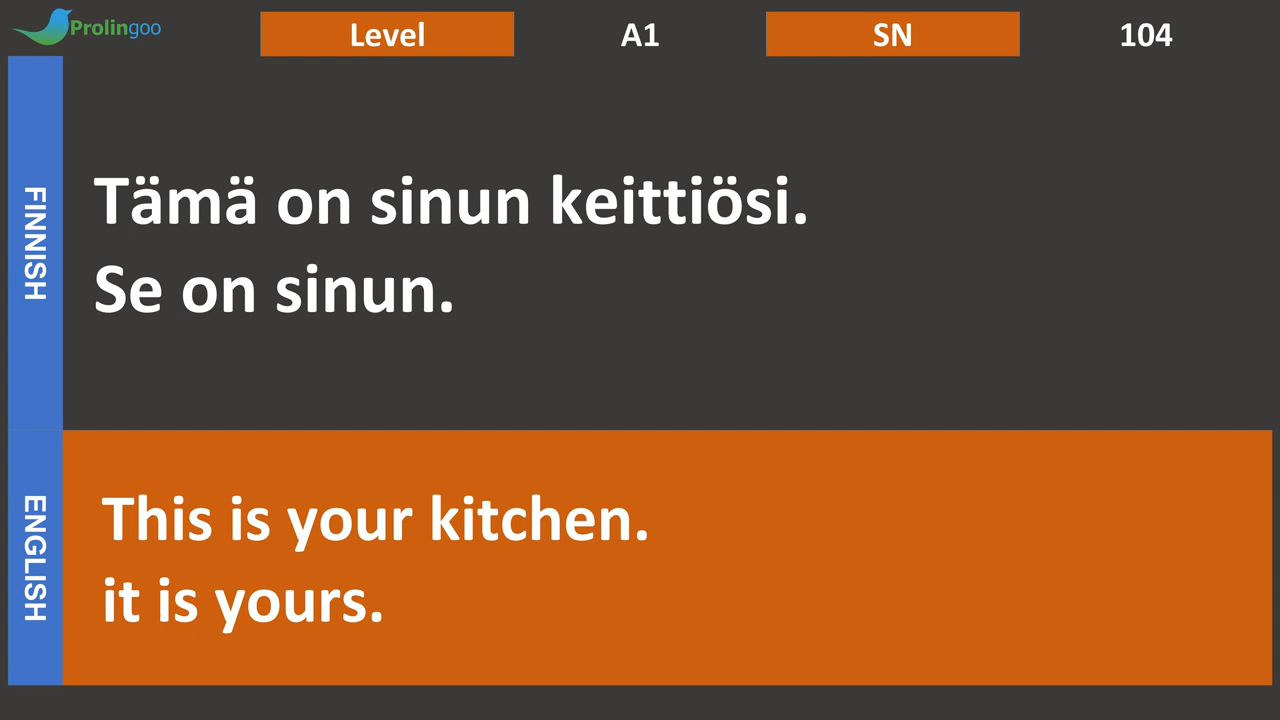 Prolingoo
Level A1 SN 104
FINNISH
Tämä on sinun keittiösi.
Se on sinun.
ENGLISH
This is your kitchen.
it is yours.